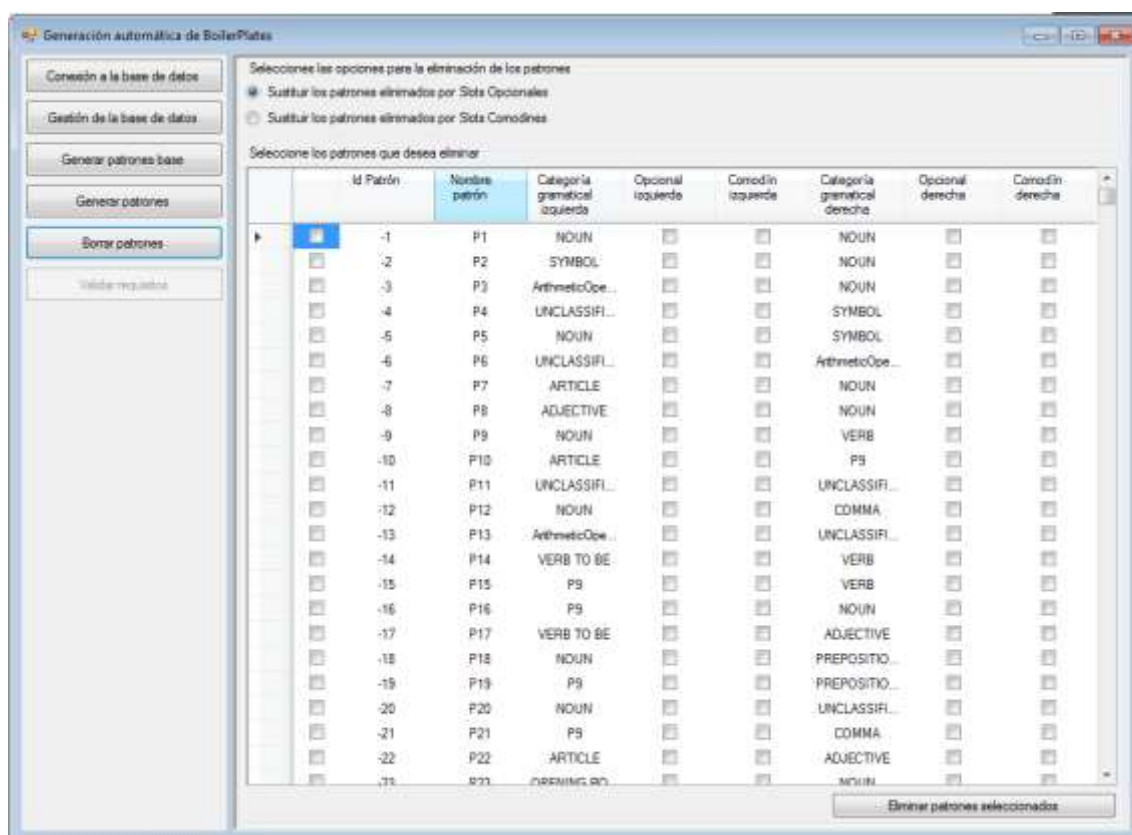 Generación automática de BoilerPlates
Conexión a la base de datos
Gestión de la base de datos
Generar patrones base
Generar patrones
Borrar patrones
Validar requisitos
Selecciones las opciones para la eliminación de los patrones
Sustituir los patrones eliminados por Slots Opcionales
Sustituir los patrones eliminados por Slots Comodines
Seleccione los patrones que desea eliminar
Id Patrón Nombre patrón Categoría gramatical izquierda Opcional izquierda Comodín izquierda Categoría gramatical derecha Opcional derecha Comodín derecha
-1 P1 NOUN NOUN
-2 P2 SYMBOL NOUN
-3 P3 ArithmeticOpe... NOUN
-4 P4 UNCLASSIFI... SYMBOL
-5 P5 NOUN SYMBOL
-6 P6 UNCLASSIFI... ArithmeticOpe...
-7 P7 ARTICLE NOUN
-8 P8 ADJECTIVE NOUN
-9 P9 NOUN VERB
-10 P10 ARTICLE P9
-11 P11 UNCLASSIFI... UNCLASSIFI...
-12 P12 NOUN COMMA
-13 P13 ArithmeticOpe... UNCLASSIFI...
-14 P14 VERB TO BE VERB
-15 P15 P9 VERB
-16 P16 P9 NOUN
-17 P17 VERB TO BE ADJECTIVE
-18 P18 NOUN PREPOSITIO...
-19 P19 P9 PREPOSITIO...
-20 P20 NOUN UNCLASSIFI...
-21 P21 P9 COMMA
-22 P22 ARTICLE ADJECTIVE
-23 P23 OPENING RO... NOUN
Eliminar patrones seleccionados